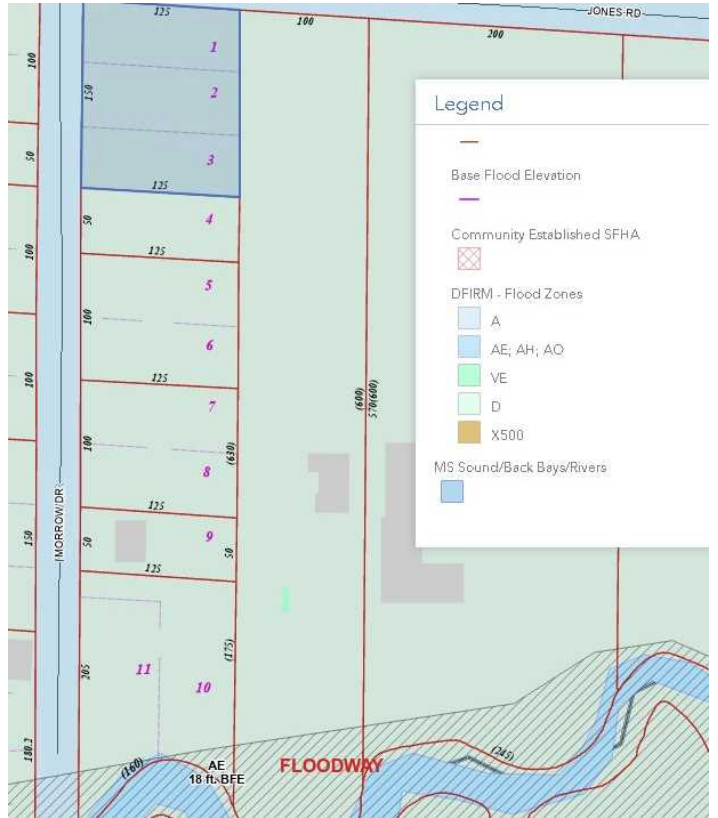 125
JONES RD
100
200
1
100
2
150
3
50
125
4
50
100
125
5
100
6
125
100
(600)
570(600)
7
100
(630)
8
125
150
9
50
50
125
(175)
11
10
205
MORROW DR
180.2
(160)
AE
18 ft. BFE
FLOODWAY
(245)
Legend
Base Flood Elevation
Community Established SFHA
DFIRM - Flood Zones
A
AE; AH; AO
VE
D
X500
MS Sound/Back Bays/Rivers